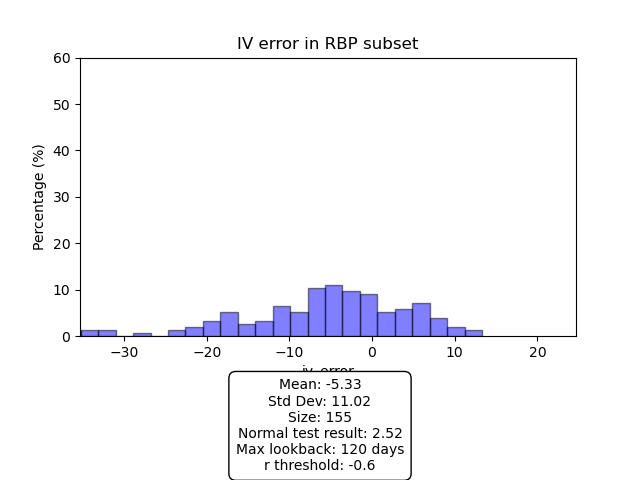 IV error in RBP subset
60
50
40
30
20
10
0
Percentage (%)
−30
−20
−10
0
10
20
iv_error
Mean: -5.33
Std Dev: 11.02
Size: 155
Normal test result: 2.52
Max lookback: 120 days
r threshold: -0.6